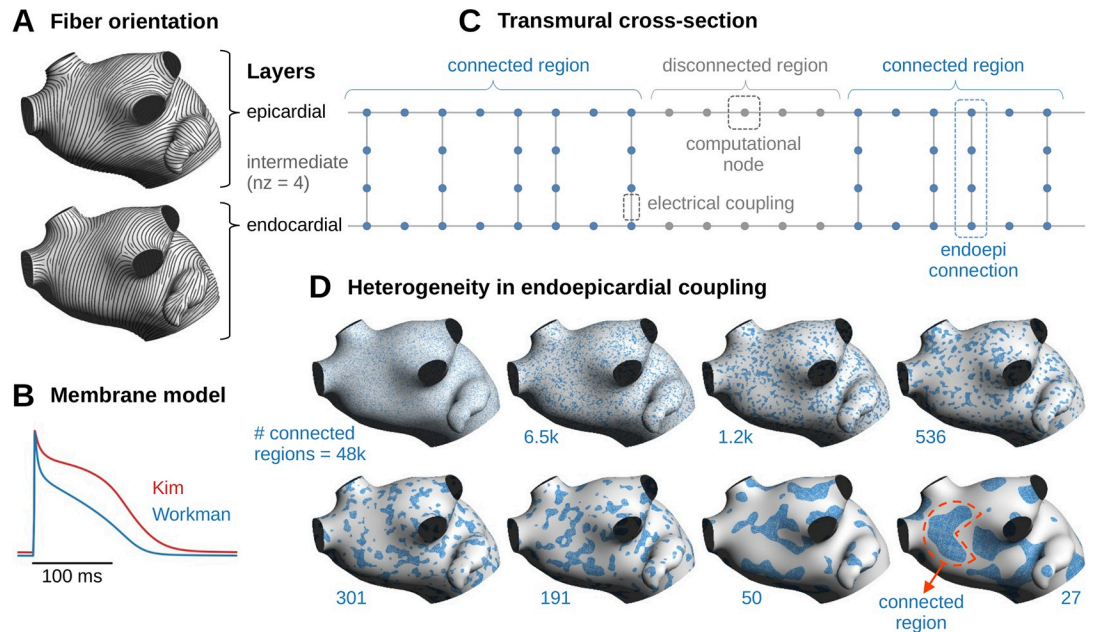 A Fiber orientation
Layers
epicardial
intermediate
(nz = 4)
endocardial
B Membrane model
Kim
Workman
100 ms
C Transmural cross-section
connected region
disconnected region
connected region
computational
node
electrical coupling
endoepi
connection
D Heterogeneity in endoepicardial coupling
# connected
regions = 48k
6.5k
1.2k
536
301
191
50
27
connected
region